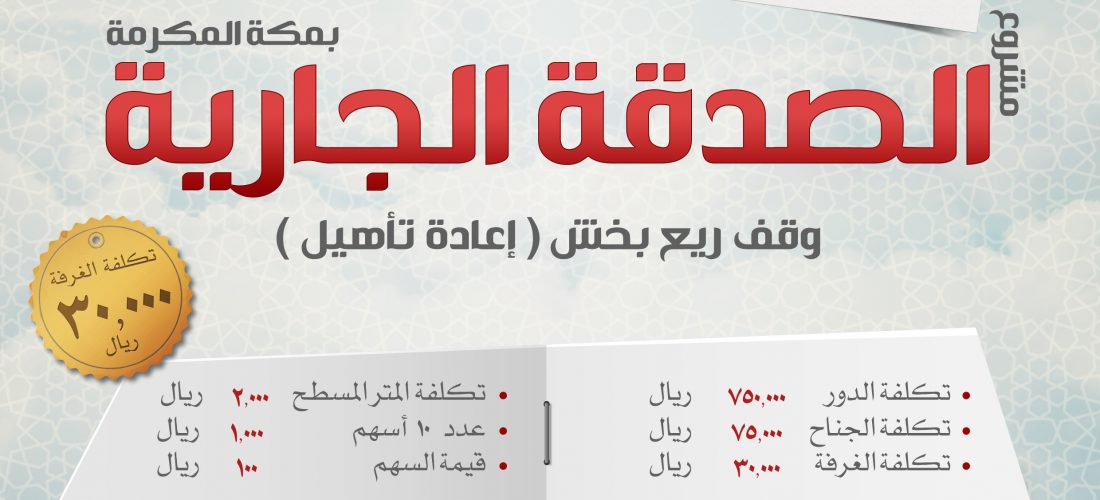 مشروع
الصدقة الجارية
بمكة المكرمة
وقف ريع بخش ( إعادة تأهيل )
تكلفة الغرفة
٣٠,٠٠٠
ريال
تكلفة الدور ٧٥٠,٠٠٠ ريال
تكلفة الجناح ٧٥,٠٠٠ ريال
تكلفة الغرفة ٣٠,٠٠٠ ريال
تكلفة المتر المسطح ٢,٠٠٠ ريال
عدد ١٠ أسهم ١,٠٠٠ ريال
قيمة السهم ١٠٠ ريال